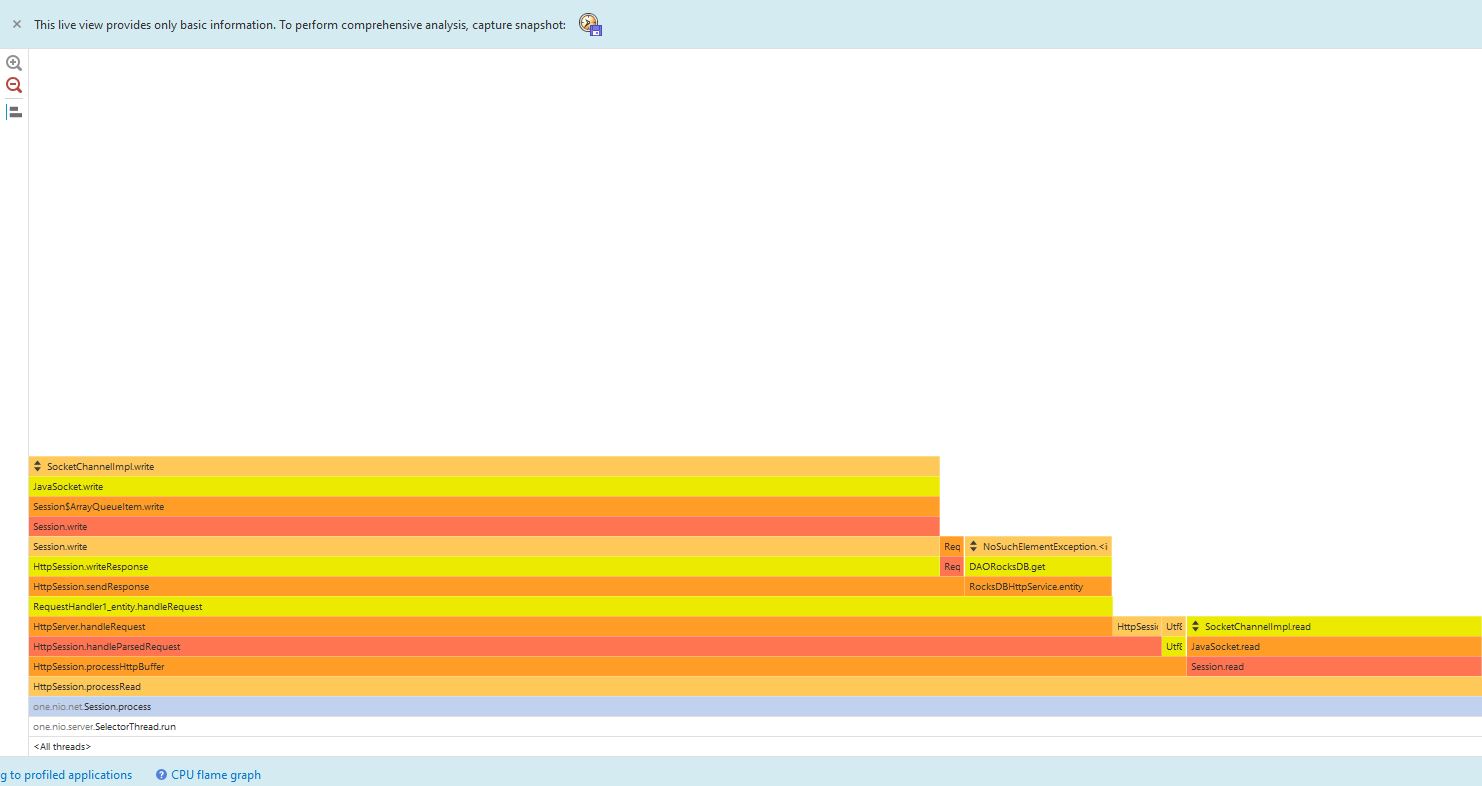 This live view provides only basic information. To perform comprehensive analysis, capture snapshot:
SocketChannelImpl.write
JavaSocket.write
Session$ArrayQueueItem.write
Session.write
Session.write Req NoSuchElementException.<i
HttpSession.writeResponse Req DAORocksDB.get
HttpSession.sendResponse RocksDBHttpService.entity
RequestHandler1_entity.handleRequest
HttpServer.handleRequest HttpSessi Utf8 SocketChannelImpl.read
HttpSession.handleParsedRequest Utf8 JavaSocket.read
HttpSession.processHttpBuffer Session.read
HttpSession.processRead
one.nio.net.Session.process
one.nio.server.SelectorThread.run
<All threads>
g to profiled applications ? CPU flame graph